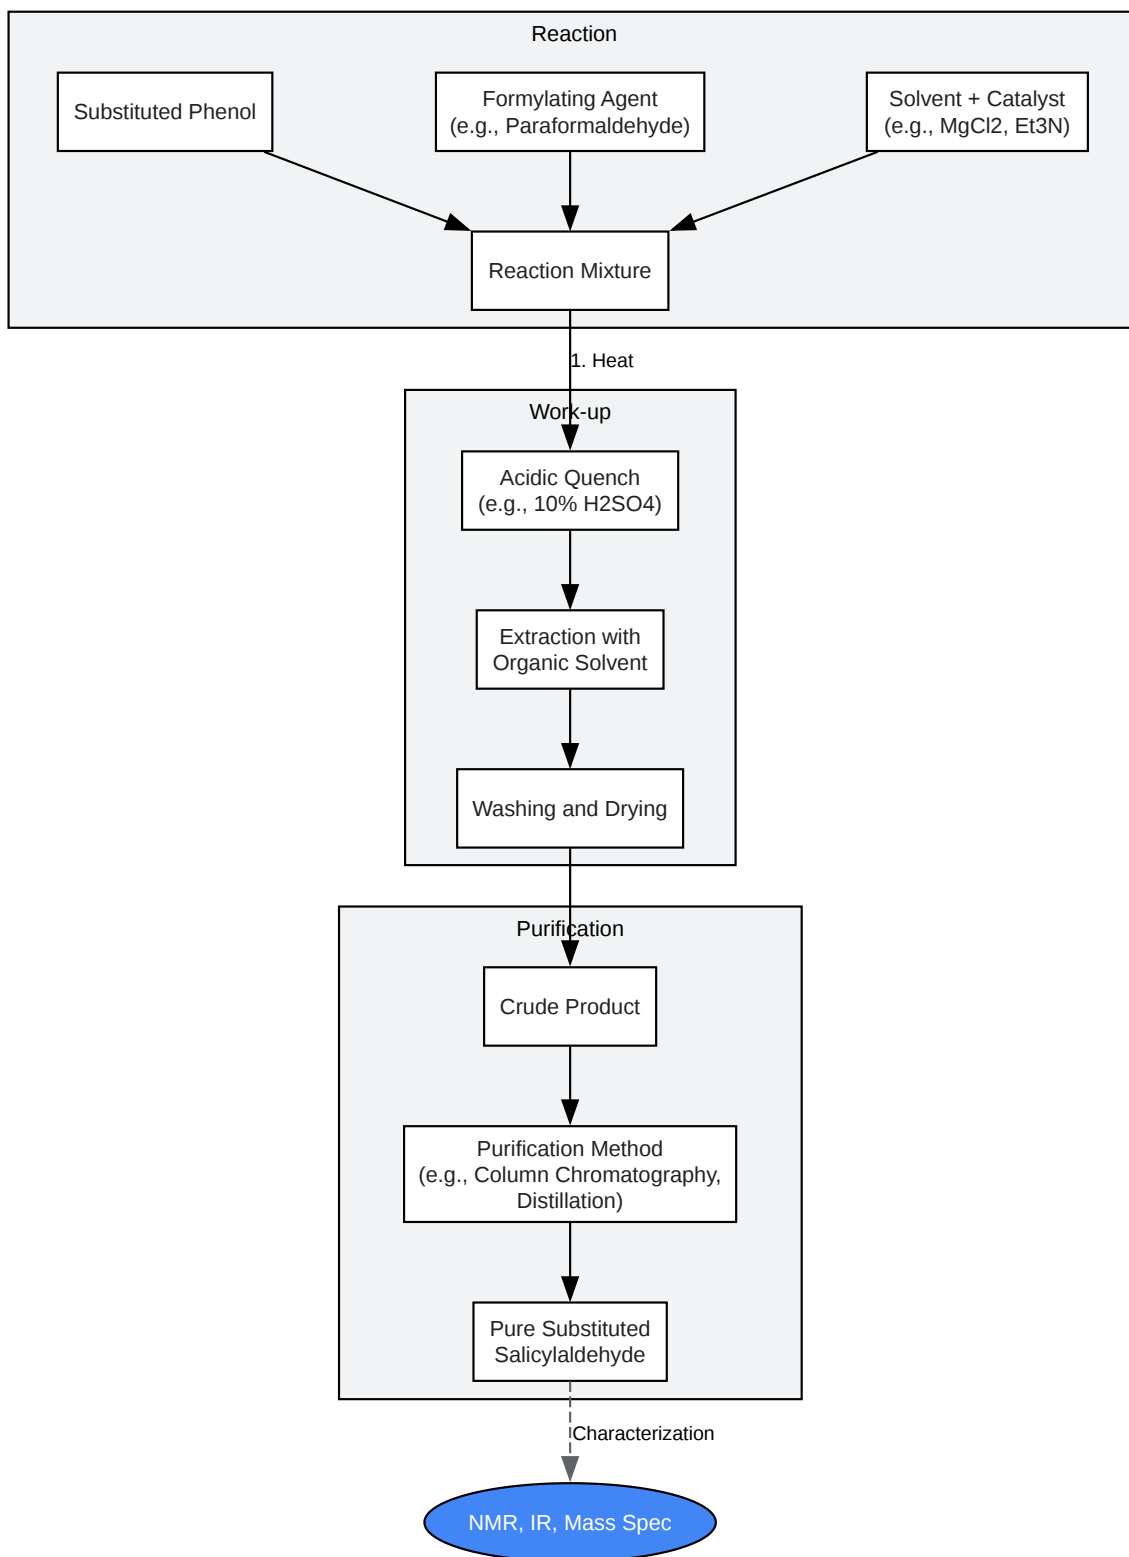 Reaction
Substituted Phenol
Formylating Agent
(e.g., Paraformaldehyde)
Solvent + Catalyst
(e.g., MgCl2, Et3N)
Reaction Mixture
1. Heat
Work-up
Acidic Quench
(e.g., 10% H2SO4)
Extraction with
Organic Solvent
Washing and Drying
Purification
Crude Product
Purification Method
(e.g., Column Chromatography,
Distillation)
Pure Substituted
Salicylaldehyde
Characterization
NMR, IR, Mass Spec